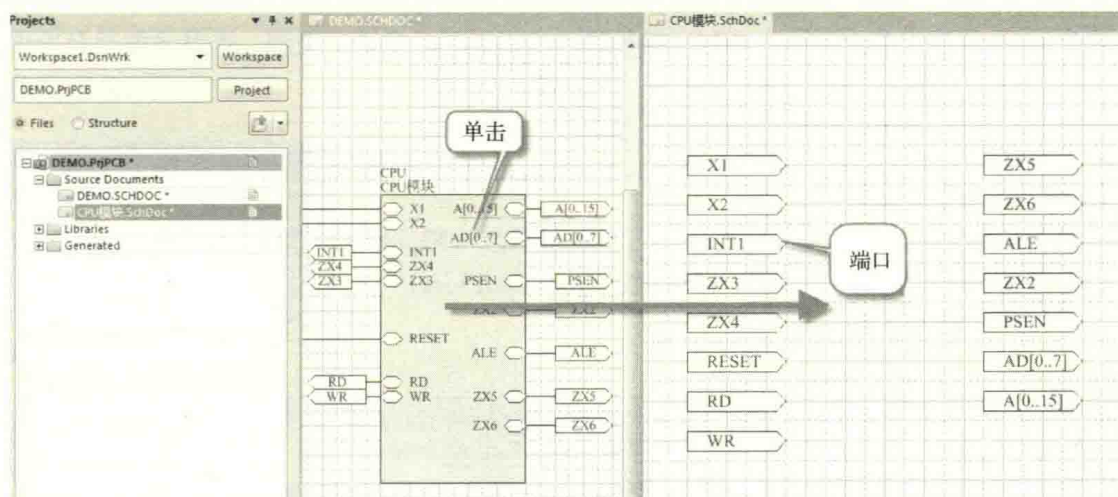 Projects
Workspace1.DsnWrk
Workspace
DEMO.PrjPCB
Project
Files
Structure
DEMO.PrjPCB *
Source Documents
DEMO.SCHDOC *
CPU模块.SchDoc *
Libraries
Generated
DEMO.SCHDOC *
单击
CPU
CPU模块
X1
X2
INT1
ZX4
ZX3
RESET
RD
WR
A[0..15]
AD[0..7]
PSEN
ZX2
ALE
ZX5
ZX6
INT1
ZX4
ZX3
RD
WR
A[0..15]
AD[0..7]
PSEN
ZX2
ALE
ZX5
ZX6
CPU模块.SchDoc *
X1
X2
INT1
ZX3
ZX4
RESET
RD
WR
端口
ZX5
ZX6
ALE
ZX2
PSEN
AD[0..7]
A[0..15]